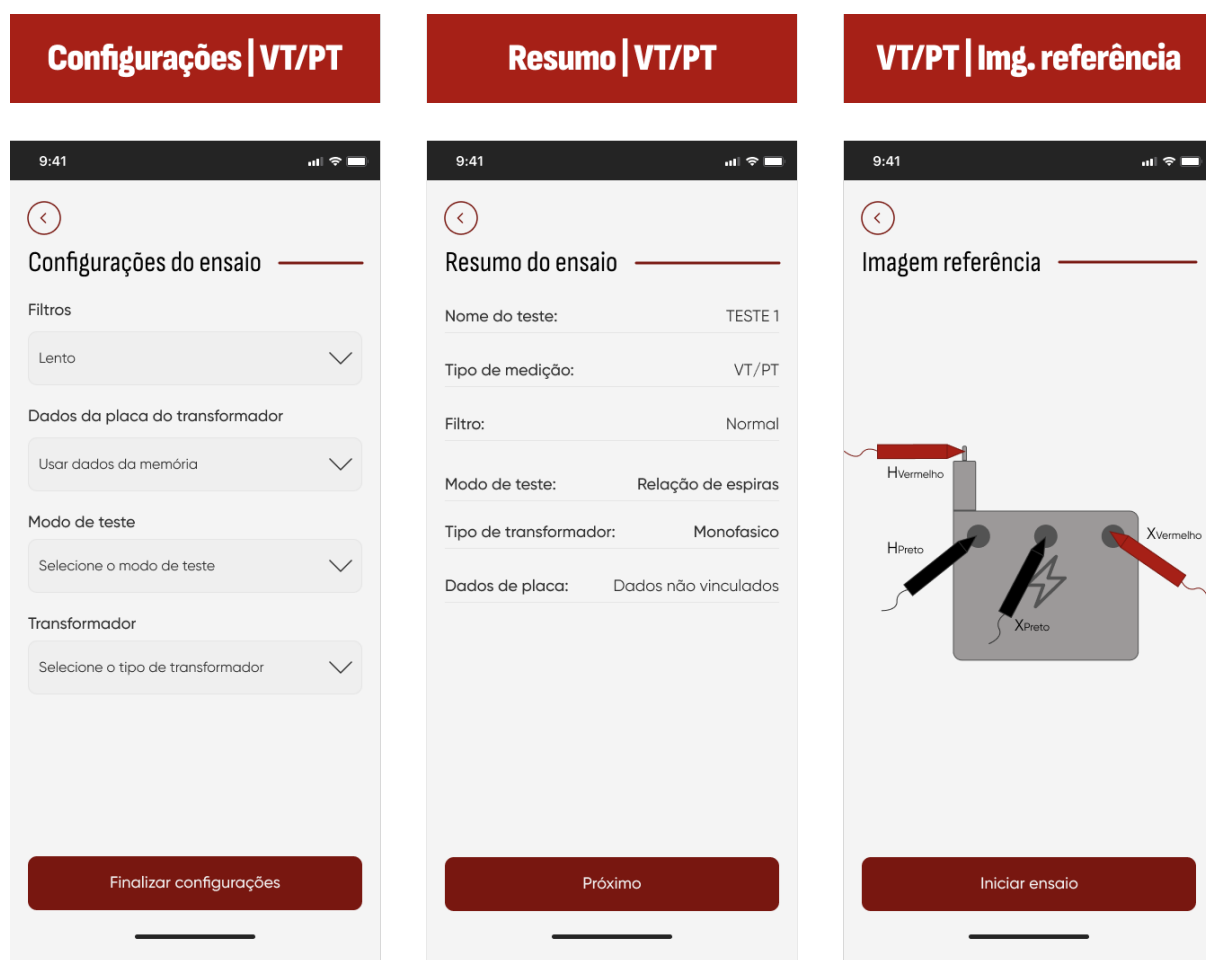 Configurações | VT/PT
9:41
Configurações do ensaio
Filtros
Lento
Dados da placa do transformador
Usar dados da memória
Modo de teste
Selecione o modo de teste
Transformador
Selecione o tipo de transformador
Finalizar configurações
Resumo | VT/PT
9:41
Resumo do ensaio
Nome do teste: TESTE 1
Tipo de medição: VT/PT
Filtro: Normal
Modo de teste: Relação de espiras
Tipo de transformador: Monofasico
Dados de placa: Dados não vinculados
Próximo
VT/PT | Img. referência
9:41
Imagem referência
HVermelho
HPreto
XVermelho
XPreto
Iniciar ensaio